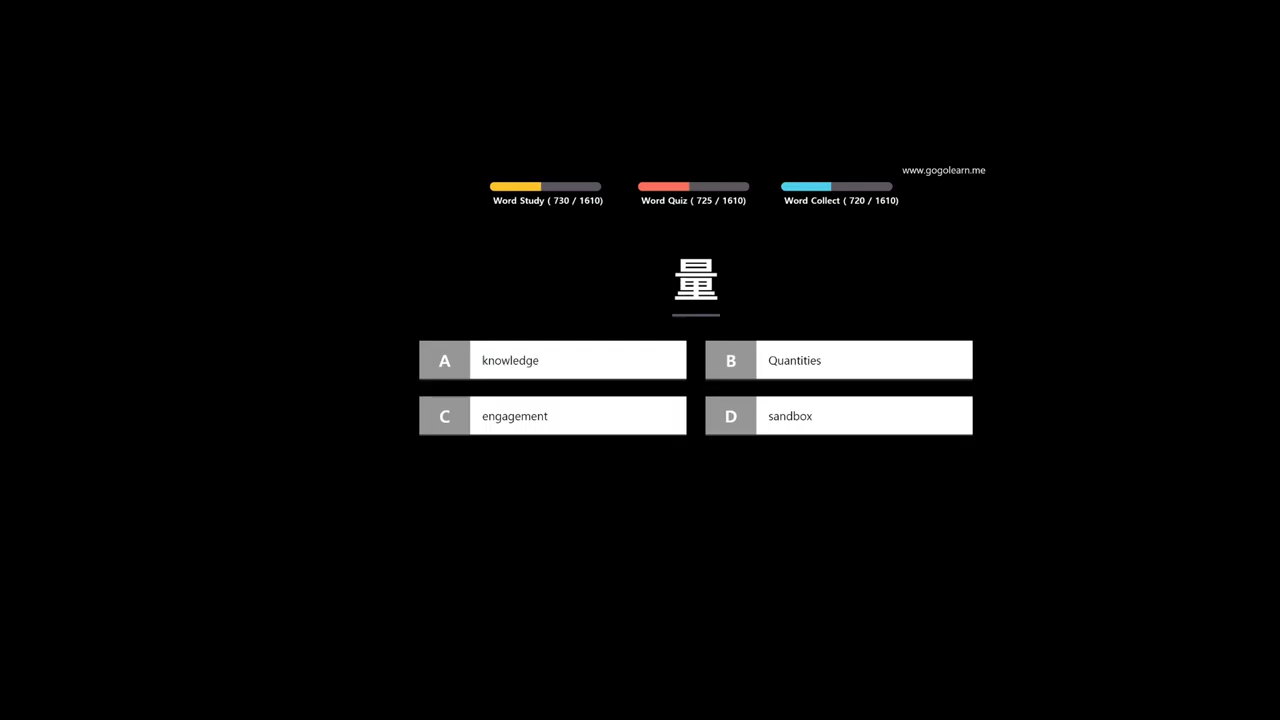 www.gogolearn.me
Word Study ( 730 / 1610)
Word Quiz ( 725 / 1610)
Word Collect ( 720 / 1610)
量
A knowledge
B Quantities
C engagement
D sandbox